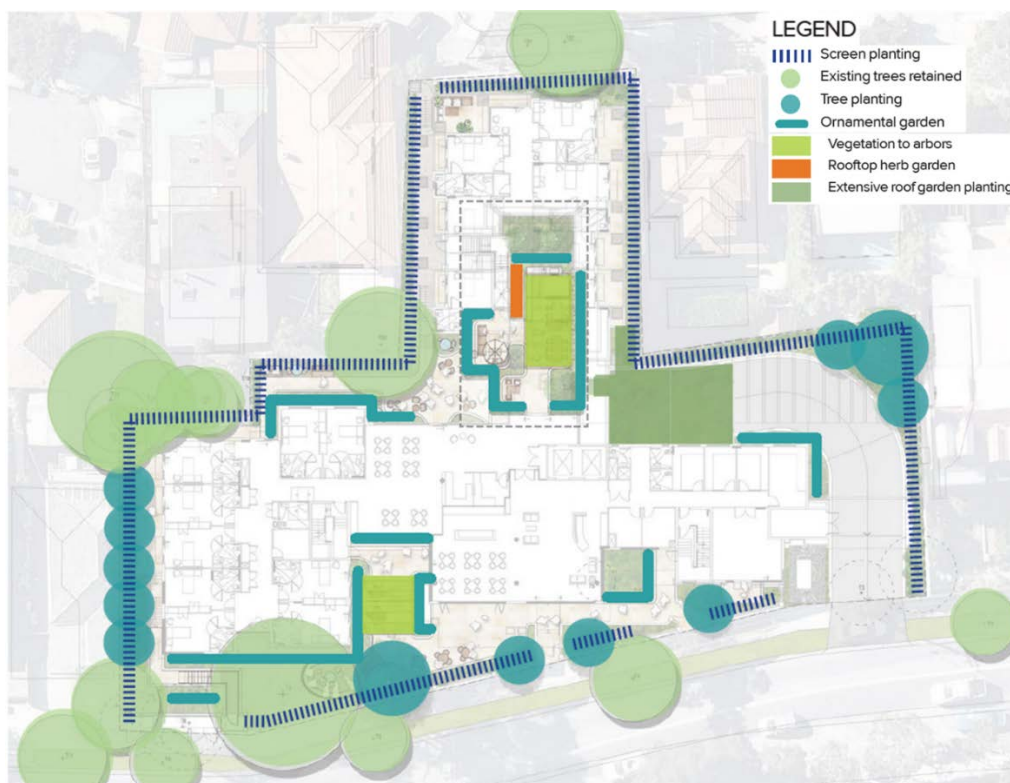 LEGEND
Screen planting
Existing trees retained
Tree planting
Ornamental garden
Vegetation to arbors
Rooftop herb garden
Extensive roof garden planting